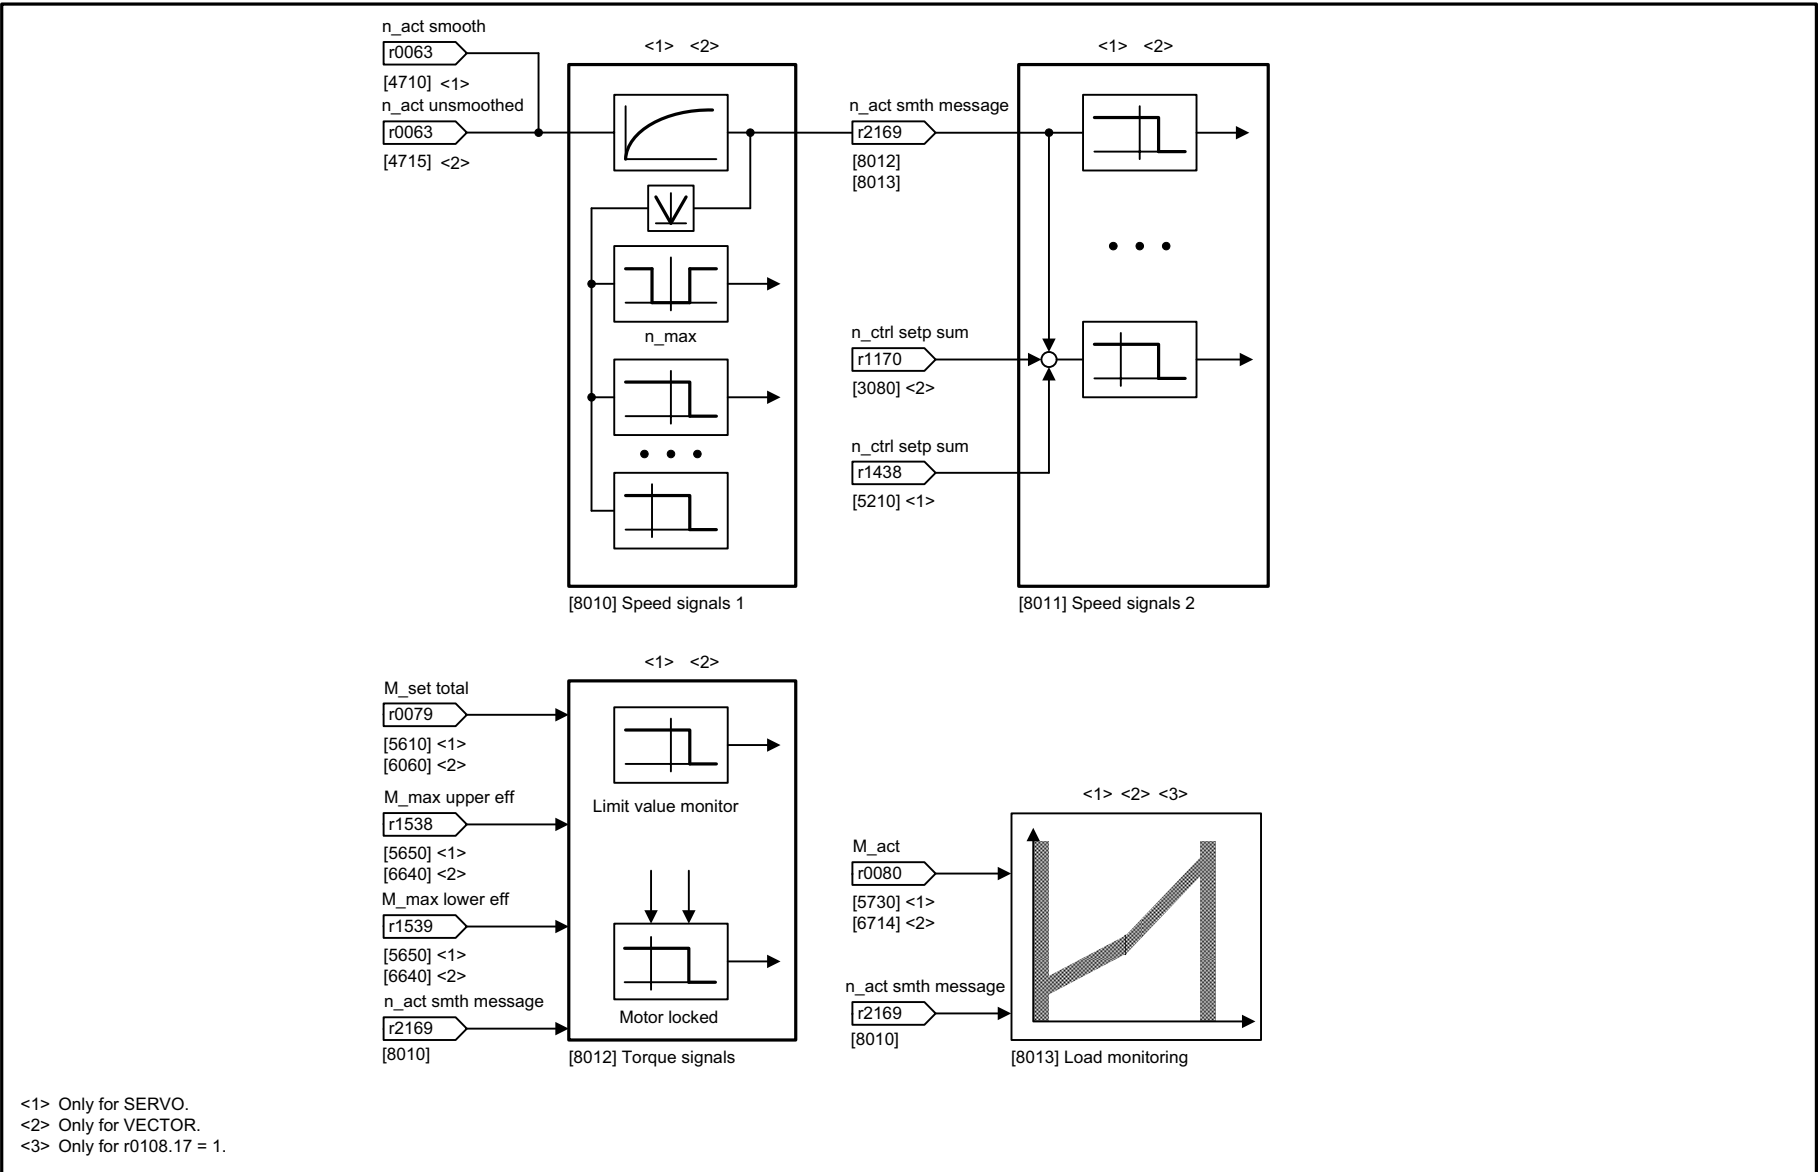 n_act smooth
r0063
[4710] <1>
n_act unsmoothed
r0063
[4715] <2>
<1> <2>
n_max
[8010] Speed signals 1
n_act smth message
r2169
[8012]
[8013]
n_ctrl setp sum
r1170
[3080] <2>
n_ctrl setp sum
r1438
[5210] <1>
<1> <2>
[8011] Speed signals 2
M_set total
r0079
[5610] <1>
[6060] <2>
M_max upper eff
r1538
[5650] <1>
[6640] <2>
M_max lower eff
r1539
[5650] <1>
[6640] <2>
n_act smth message
r2169
[8010]
<1> <2>
Limit value monitor
Motor locked
[8012] Torque signals
M_act
r0080
[5730] <1>
[6714] <2>
n_act smth message
r2169
[8010]
<1> <2> <3>
[8013] Load monitoring
<1> Only for SERVO.
<2> Only for VECTOR.
<3> Only for r0108.17 = 1.